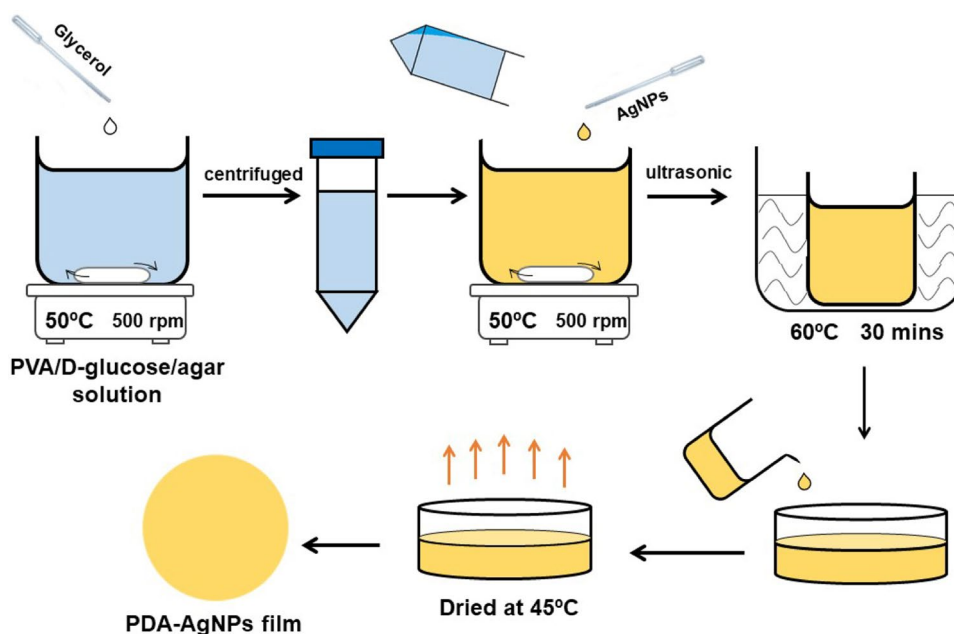 Glycerol
centrifuged
AgNPs
ultrasonic
50ºC 500 rpm
PVA/D-glucose/agar
solution
50ºC 500 rpm
60ºC 30 mins
Dried at 45ºC
PDA-AgNPs film